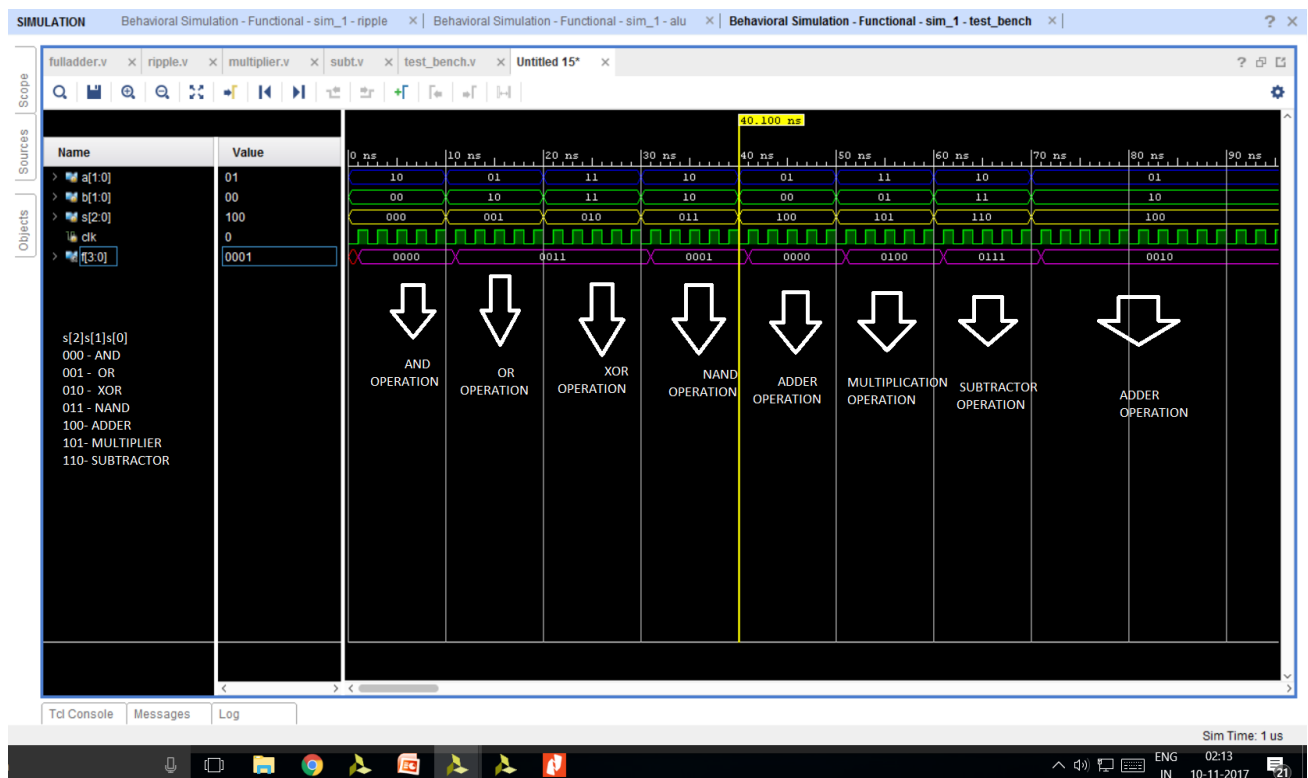 SIMULATION Behavioral Simulation - Functional - sim_1 - ripple × Behavioral Simulation - Functional - sim_1 - alu × Behavioral Simulation - Functional - sim_1 - test_bench × ? ×
fulladder.v × ripple.v × multiplier.v × subt.v × test_bench.v × Untitled 15* × ?
Scope
Sources
Objects
40.100 ns
Name Value 0 ns 10 ns 20 ns 30 ns 40 ns 50 ns 60 ns 70 ns 80 ns 90 ns
a[1:0] 01 10 01 11 10 01 11 10 01
b[1:0] 00 00 10 11 10 00 01 11 10
s[2:0] 100 000 001 010 011 100 101 110 100
clk 0
f[3:0] 0001 0000 0011 0001 0000 0100 0111 0010
s[2]s[1]s[0]
000 - AND
001 - OR
010 - XOR
011 - NAND
100- ADDER
101- MULTIPLIER
110- SUBTRACTOR
AND
OPERATION
OR
OPERATION
XOR
OPERATION
NAND
OPERATION
ADDER
OPERATION
MULTIPLICATION
OPERATION
SUBTRACTOR
OPERATION
ADDER
OPERATION
Tcl Console Messages Log
Sim Time: 1 us
ENG
IN
02:13
10-11-2017
21